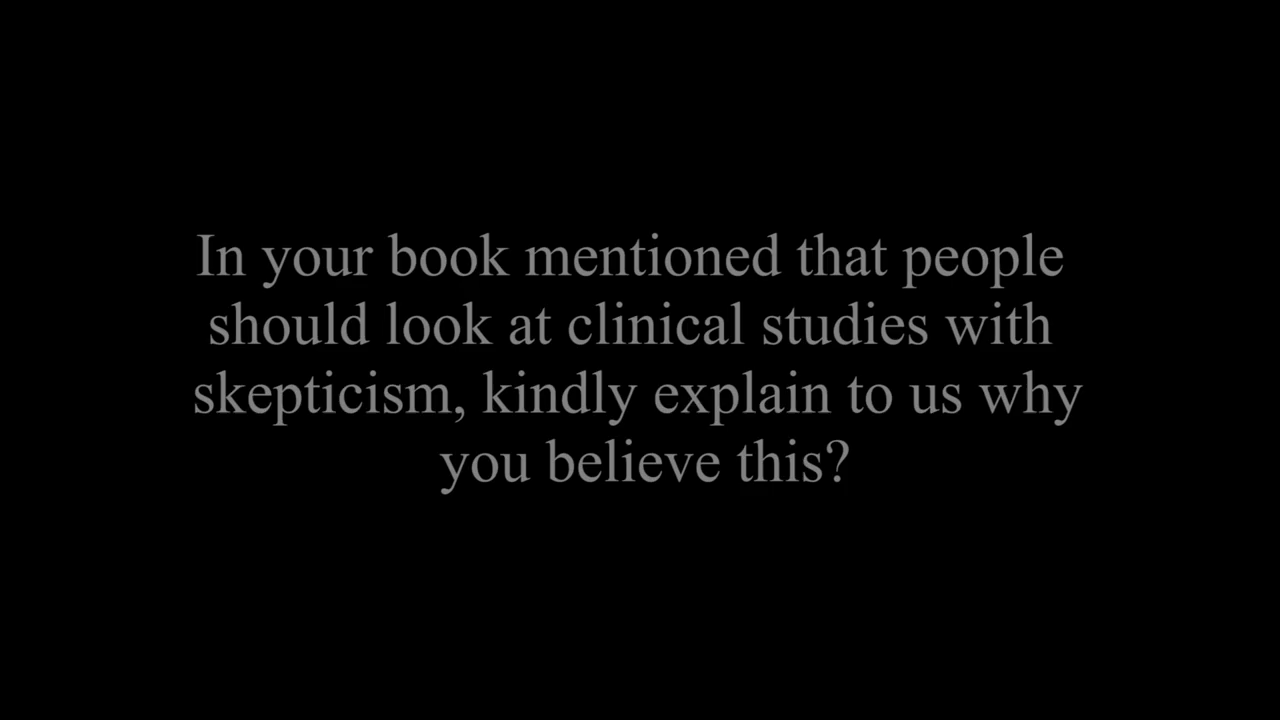 In your book mentioned that people
should look at clinical studies with
skepticism, kindly explain to us why
you believe this?